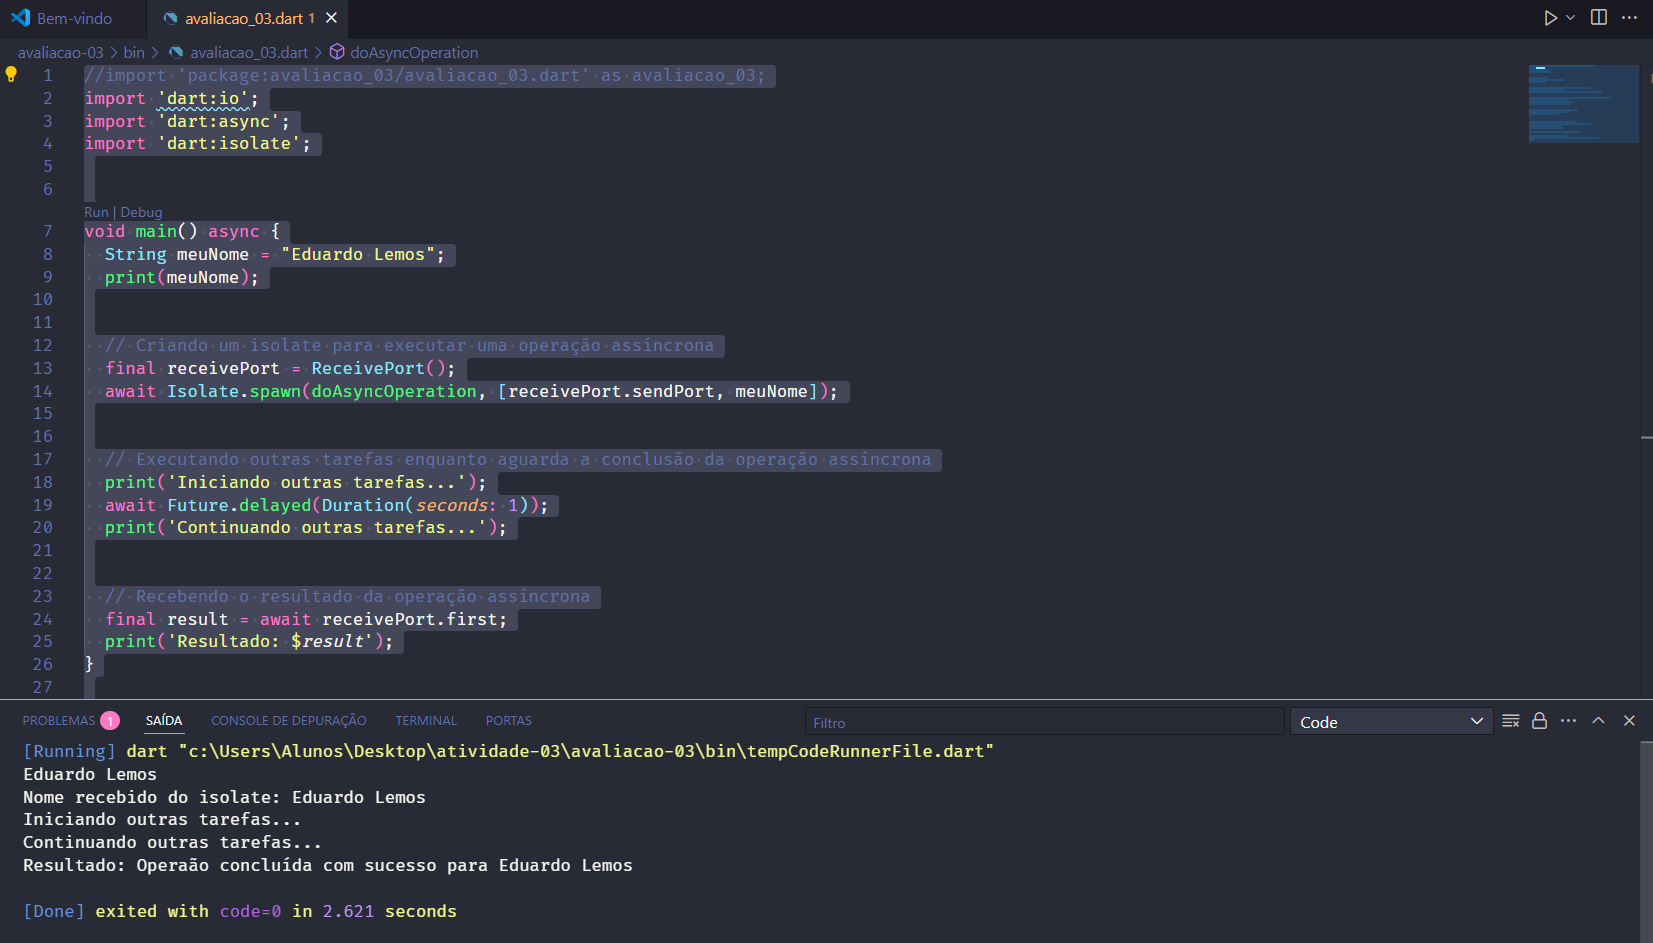 Bem-vindo
avaliacao_03.dart 1
avaliacao-03 > bin > avaliacao_03.dart > doAsyncOperation
1 //import 'package:avaliacao_03/avaliacao_03.dart' as avaliacao_03;
2 import 'dart:io';
3 import 'dart:async';
4 import 'dart:isolate';
5
6
Run | Debug
7 void main() async {
8 String meuNome = "Eduardo Lemos";
9 print(meuNome);
10
11
12 // Criando um isolate para executar uma operação assíncrona
13 final receivePort = ReceivePort();
14 await Isolate.spawn(doAsyncOperation, [receivePort.sendPort, meuNome]);
15
16
17 // Executando outras tarefas enquanto aguarda a conclusão da operação assíncrona
18 print('Iniciando outras tarefas...');
19 await Future.delayed(Duration(seconds: 1));
20 print('Continuando outras tarefas...');
21
22
23 // Recebendo o resultado da operação assíncrona
24 final result = await receivePort.first;
25 print('Resultado: $result');
26 }
27
PROBLEMAS 1 SAÍDA CONSOLE DE DEPURAÇÃO TERMINAL PORTAS Filtro Code
[Running] dart "c:\Users\Alunos\Desktop\atividade-03\avaliacao-03\bin\tempCodeRunnerFile.dart"
Eduardo Lemos
Nome recebido do isolate: Eduardo Lemos
Iniciando outras tarefas...
Continuando outras tarefas...
Resultado: Operaão concluída com sucesso para Eduardo Lemos
[Done] exited with code=0 in 2.621 seconds